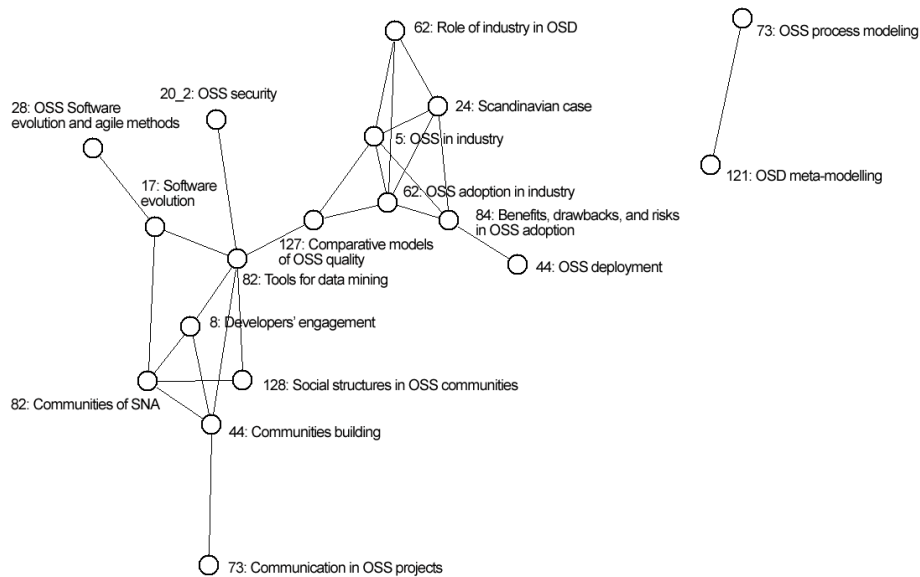 62: Role of industry in OSD
73: OSS process modeling
20_2: OSS security
28: OSS Software
evolution and agile methods
24: Scandinavian case
5: OSS in industry
121: OSD meta-modelling
17: Software
evolution
62: OSS adoption in industry
84: Benefits, drawbacks, and risks
in OSS adoption
127: Comparative models
of OSS quality
44: OSS deployment
82: Tools for data mining
8: Developers' engagement
128: Social structures in OSS communities
82: Communities of SNA
44: Communities building
73: Communication in OSS projects